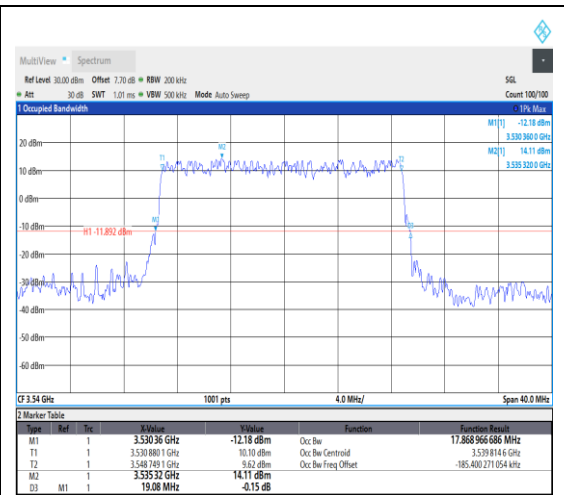 MultiView Spectrum
Ref Level 30.00 dBm Offset 7.70 dB RBW 200 kHz SGL
Att 30 dB SWT 1.01 ms VBW 500 kHz Mode Auto Sweep Count 100/100
1 Occupied Bandwidth 1Pk Max
M1[1] -12.18 dBm
3.530 360 0 GHz
M2[1] 14.11 dBm
3.535 320 0 GHz
20 dBm
M2
T1
T2
10 dBm
0 dBm
-10 dBm
H1 -11.892 dBm
-20 dBm
-30 dBm
-40 dBm
-50 dBm
-60 dBm
CF 3.54 GHz 1001 pts 4.0 MHz/ Span 40.0 MHz
2 Marker Table
Type Ref Trc X-Value Y-Value Function Function Result
M1 1 3.53036 GHz -12.18 dBm Occ Bw 17.868 966 686 MHz
T1 1 3.530 880 1 GHz 10.10 dBm Occ Bw Centroid 3.539 814 6 GHz
T2 1 3.548 749 1 GHz 9.62 dBm Occ Bw Freq Offset -185.400 271 054 kHz
M2 1 3.53532 GHz 14.11 dBm
D3 M1 1 19.08 MHz -0.15 dB